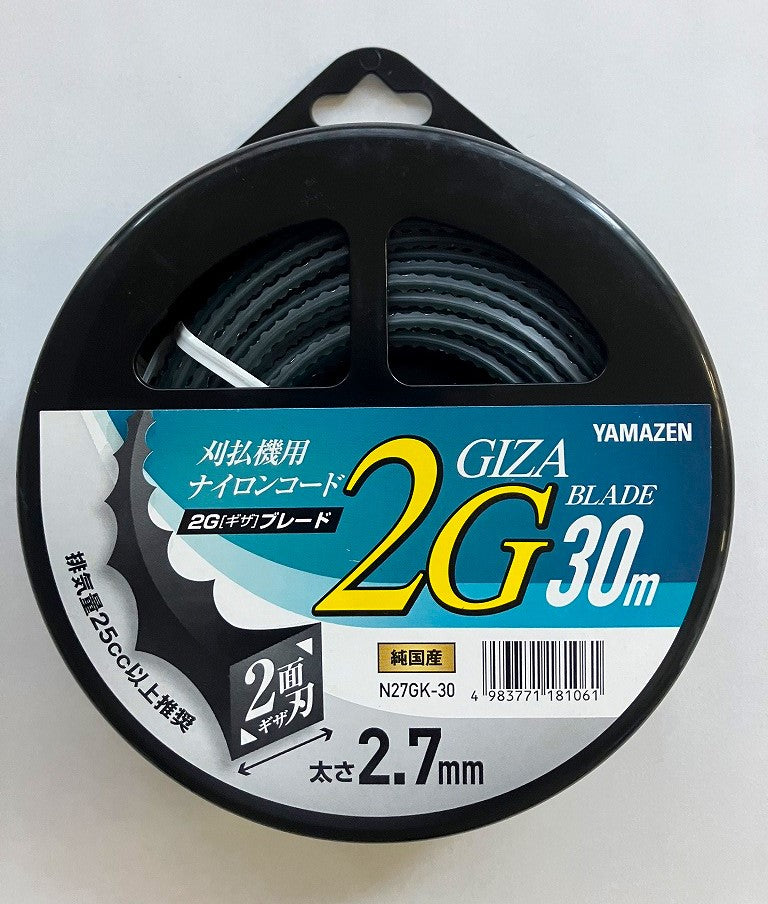 YAMAZEN
刈払機用
ナイロンコード
2G[ギザ]ブレード
2G
GIZA
BLADE
30m
排気量25cc以上推奨
2面
ギザ刃
純国産
N27GK-30
4 983771 181061
太さ2.7mm